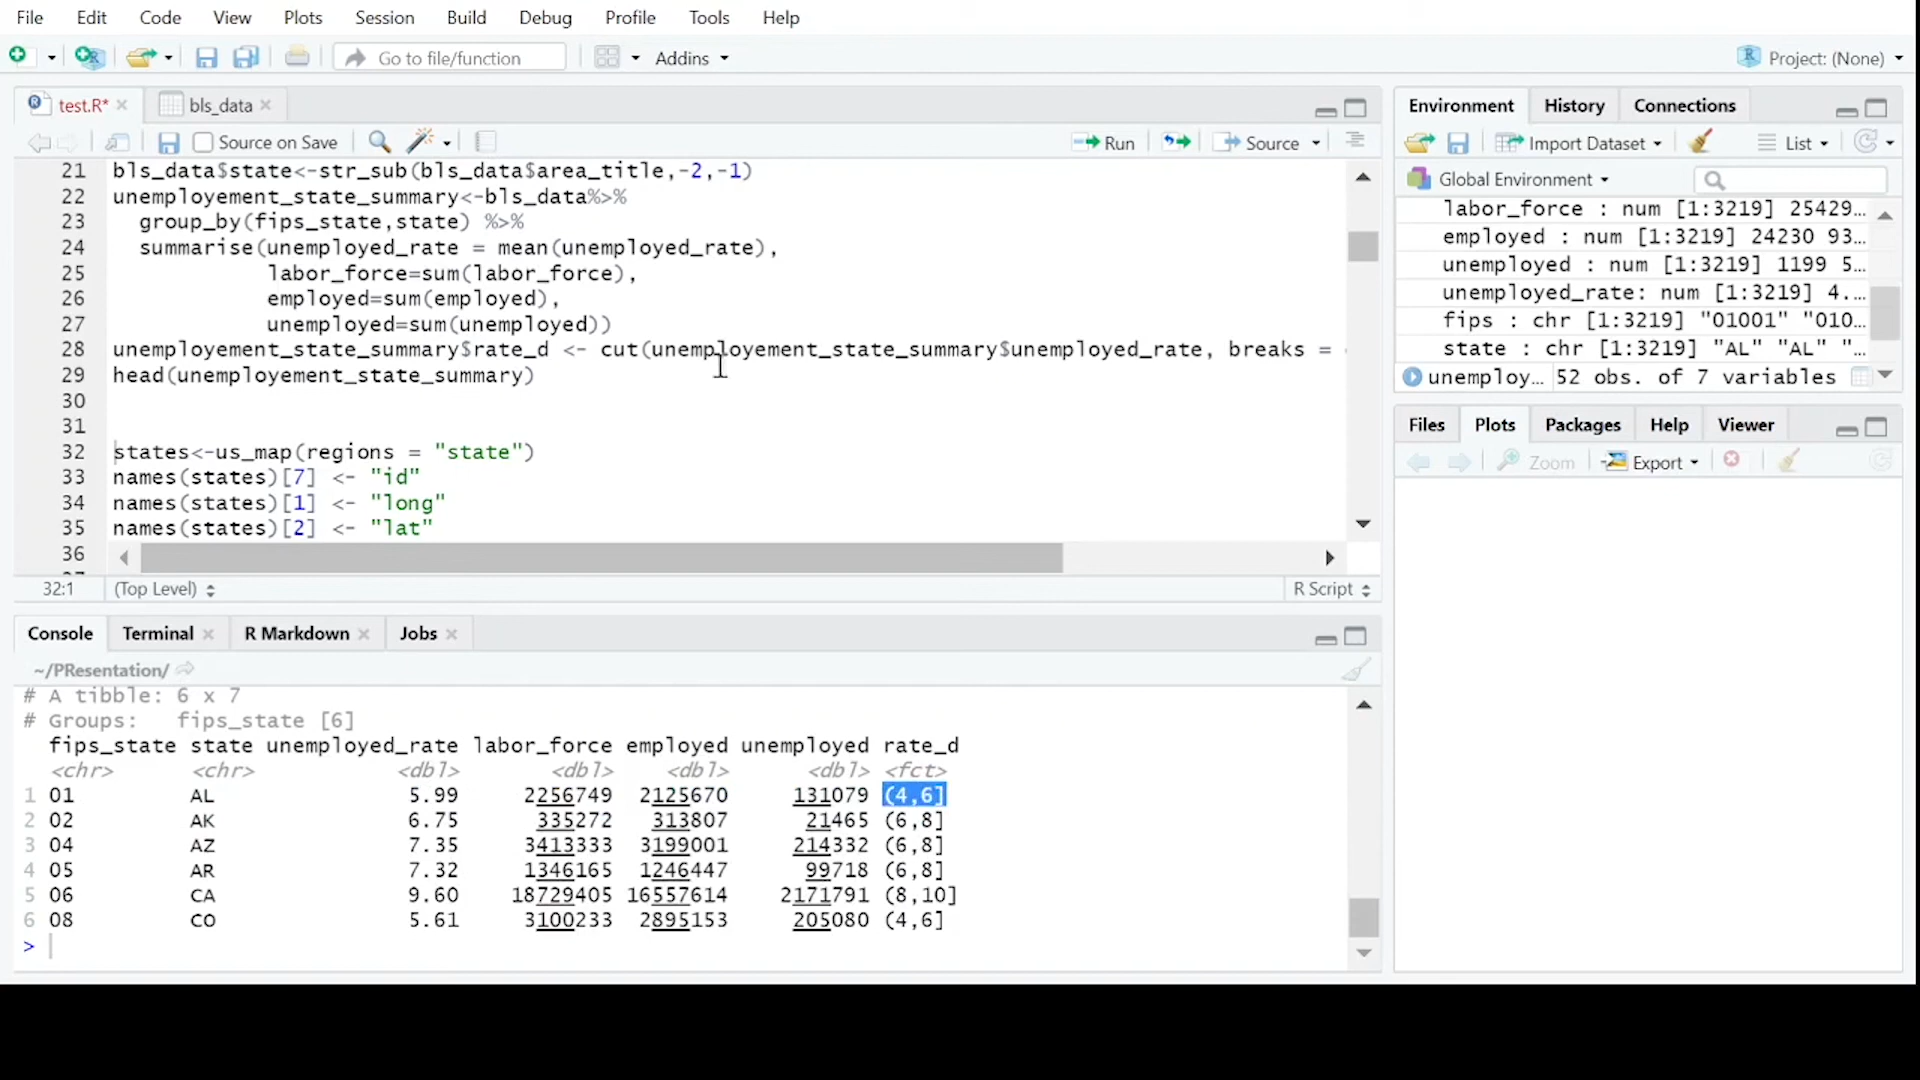 File Edit Code View Plots Session Build Debug Profile Tools Help
Go to file/function Addins Project: (None)
test.R* bls_data
Source on Save Run Source
21 bls_data$state<-str_sub(bls_data$area_title,-2,-1)
22 unemployement_state_summary<-bls_data%>%
23 group_by(fips_state,state) %>%
24 summarise(unemployed_rate = mean(unemployed_rate),
25 labor_force=sum(labor_force),
26 employed=sum(employed),
27 unemployed=sum(unemployed))
28 unemployement_state_summary$rate_d <- cut(unemployement_state_summary$unemployed_rate, breaks =
29 head(unemployement_state_summary)
30
31
32 states<-us_map(regions = "state")
33 names(states)[7] <- "id"
34 names(states)[1] <- "long"
35 names(states)[2] <- "lat"
36
32:1 (Top Level) R Script
Console Terminal R Markdown Jobs
~/PResentation/
# A tibble: 6 x 7
# Groups: fips_state [6]
fips_state state unemployed_rate labor_force employed unemployed rate_d
<chr> <chr> <dbl> <dbl> <dbl> <dbl> <fct>
1 01 AL 5.99 2256749 2125670 131079 (4,6]
2 02 AK 6.75 335272 313807 21465 (6,8]
3 04 AZ 7.35 3413333 3199001 214332 (6,8]
4 05 AR 7.32 1346165 1246447 99718 (6,8]
5 06 CA 9.60 18729405 16557614 2171791 (8,10]
6 08 CO 5.61 3100233 2895153 205080 (4,6]
>
Environment History Connections
Import Dataset List
Global Environment
labor_force : num [1:3219] 25429…
employed : num [1:3219] 24230 93…
unemployed : num [1:3219] 1199 5…
unemployed_rate: num [1:3219] 4.…
fips : chr [1:3219] "01001" "010…
state : chr [1:3219] "AL" "AL" "…
unemploy… 52 obs. of 7 variables
Files Plots Packages Help Viewer
Zoom Export